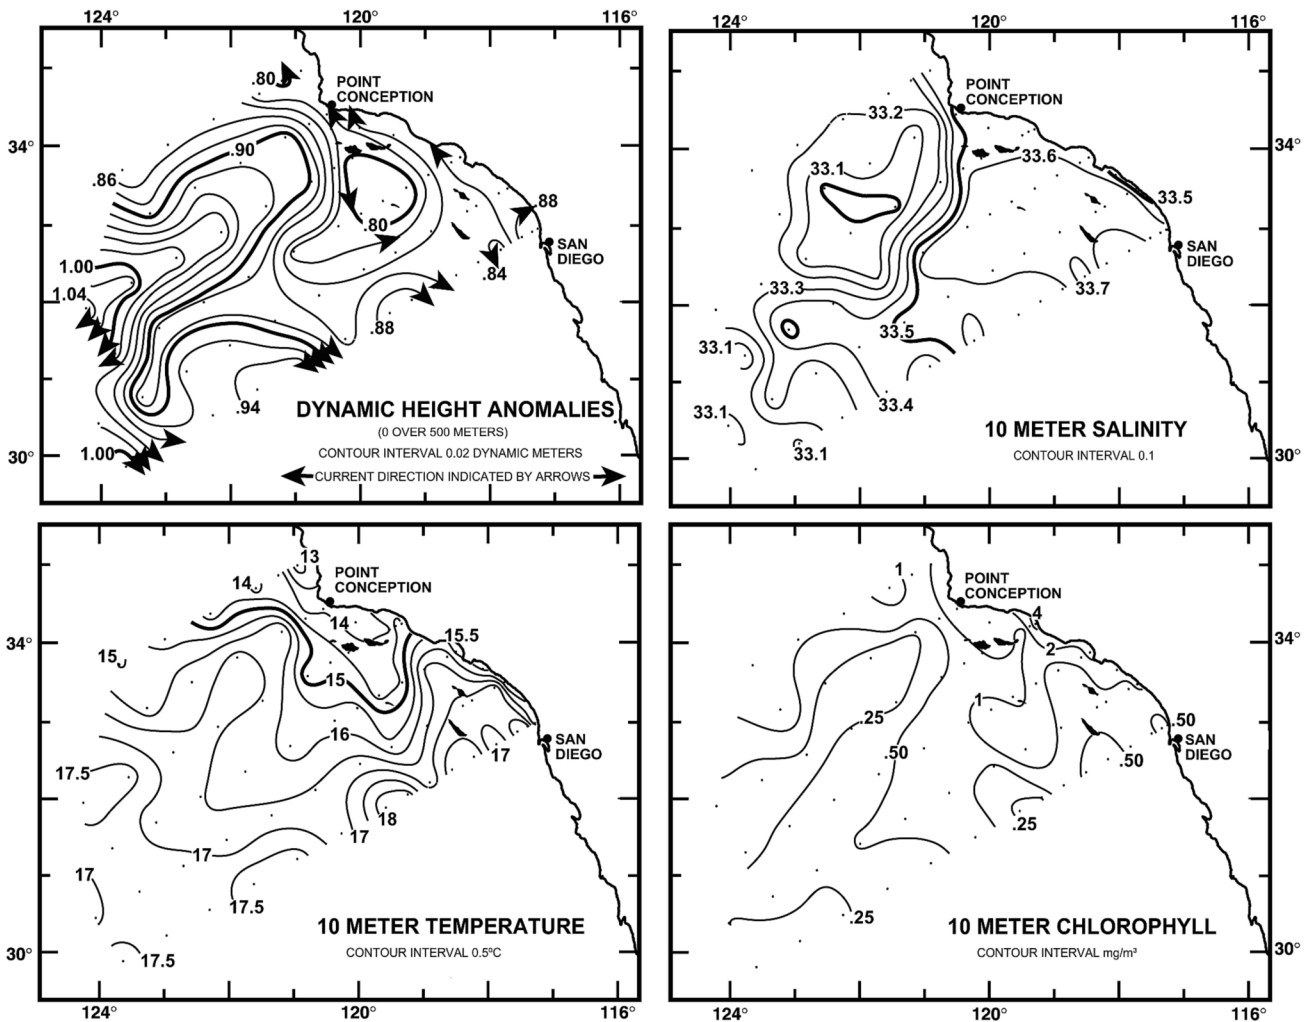 124° 120° 116°
.80
POINT
CONCEPTION
34°
.90
.86
.80
.88
SAN
DIEGO
1.00
.84
1.04
.88
.94
DYNAMIC HEIGHT ANOMALIES
(0 OVER 500 METERS)
CONTOUR INTERVAL 0.02 DYNAMIC METERS
1.00
30°
CURRENT DIRECTION INDICATED BY ARROWS
124° 120° 116°
POINT
CONCEPTION
33.2
34°
33.6
33.1
33.5
SAN
DIEGO
33.3
33.7
33.5
33.1
33.4
33.1
10 METER SALINITY
33.1
CONTOUR INTERVAL 0.1
30°
13
14
POINT
CONCEPTION
14
34°
15.5
15
15
16
SAN
DIEGO
17
17.5
18
17
17
17
17.5
10 METER TEMPERATURE
30°
CONTOUR INTERVAL 0.5°C
17.5
124° 120° 116°
1
POINT
CONCEPTION
4
34°
2
1
.25
.50
SAN
DIEGO
.50
.50
.25
.25
10 METER CHLOROPHYLL
30°
CONTOUR INTERVAL mg/m³
124° 120° 116°